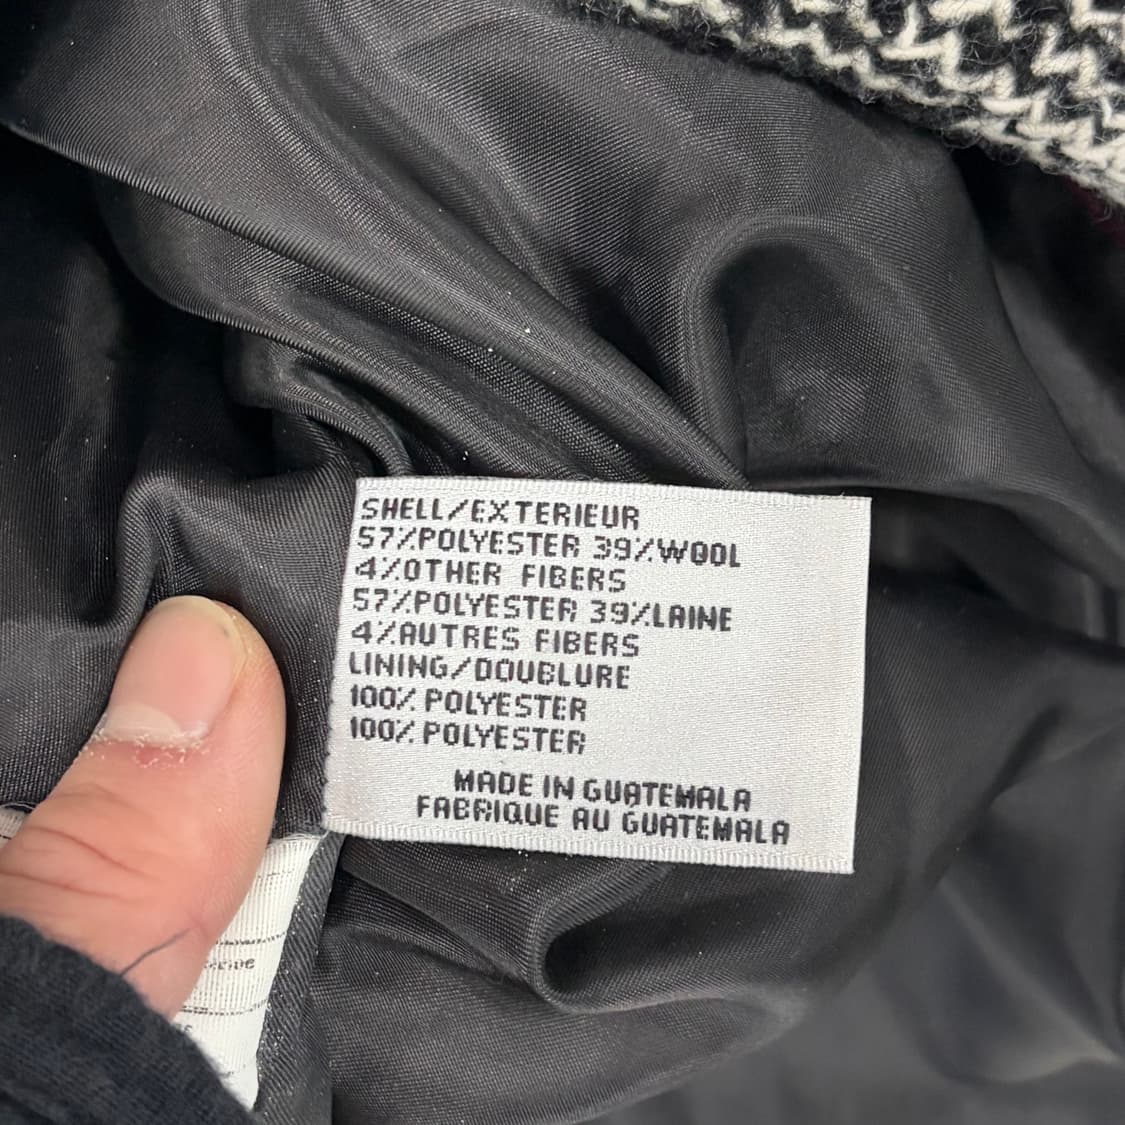 SHELL/EXTERIEUR
57%POLYESTER 39%WOOL
4%OTHER FIBERS
57%POLYESTER 39%LAINE
4%AUTRES FIBERS
LINING/DOUBLURE
100% POLYESTER
100% POLYESTER
MADE IN GUATEMALA
FABRIQUE AU GUATEMALA